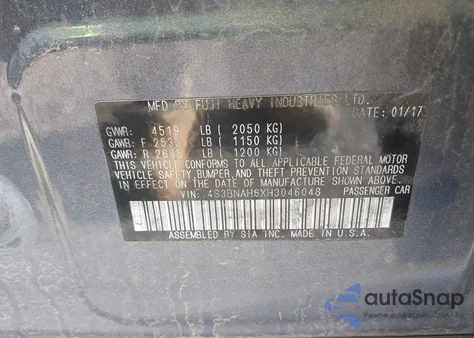 MFD BY FUJI HEAVY INDUSTRIES LTD.
DATE: 01/17
GVWR: 4519 LB ( 2050 KG)
GAWR: F 2535 LB ( 1150 KG)
GAWR: R 2645 LB ( 1200 KG)
THIS VEHICLE CONFORMS TO ALL APPLICABLE FEDERAL MOTOR
VEHICLE SAFETY,BUMPER,AND THEFT PREVENTION STANDARDS
IN EFFECT ON THE DATE OF MANUFACTURE SHOWN ABOVE.
VIN: 4S3BNAH6XH3046048 PASSENGER CAR
ASSEMBLED BY SIA INC. IN U.S.A.
autoSnap